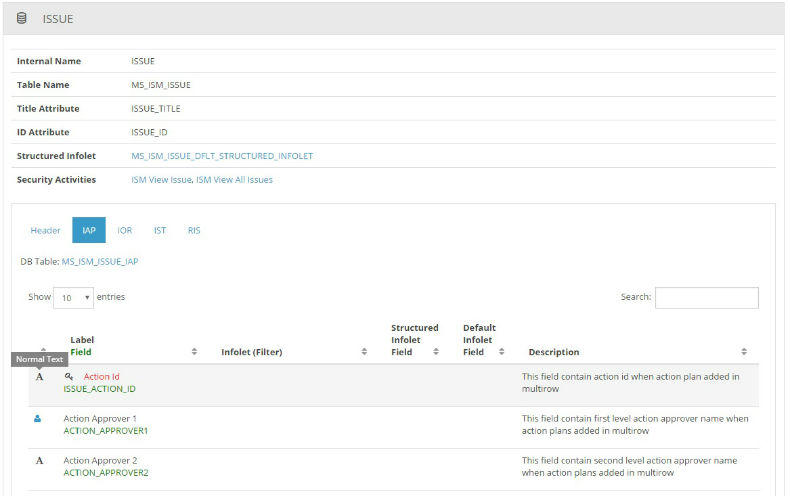 ISSUE
Internal Name ISSUE
Table Name MS_ISM_ISSUE
Title Attribute ISSUE_TITLE
ID Attribute ISSUE_ID
Structured Infolet MS_ISM_ISSUE_DFLT_STRUCTURED_INFOLET
Security Activities ISM View Issue, ISM View All Issues
Header IAP IOR IST RIS
DB Table: MS_ISM_ISSUE_IAP
Show 10 entries Search:
Label
Field
Infolet (Filter)
Structured
Infolet
Field
Default
Infolet
Field
Description
Normal Text
A Action Id
ISSUE_ACTION_ID
This field contain action id when action plan added in
multirow
Action Approver 1
ACTION_APPROVER1
This field contain first level action approver name when
action plans added in multirow
A Action Approver 2
ACTION_APPROVER2
This field contain second level action approver name
when action plans added in multirow